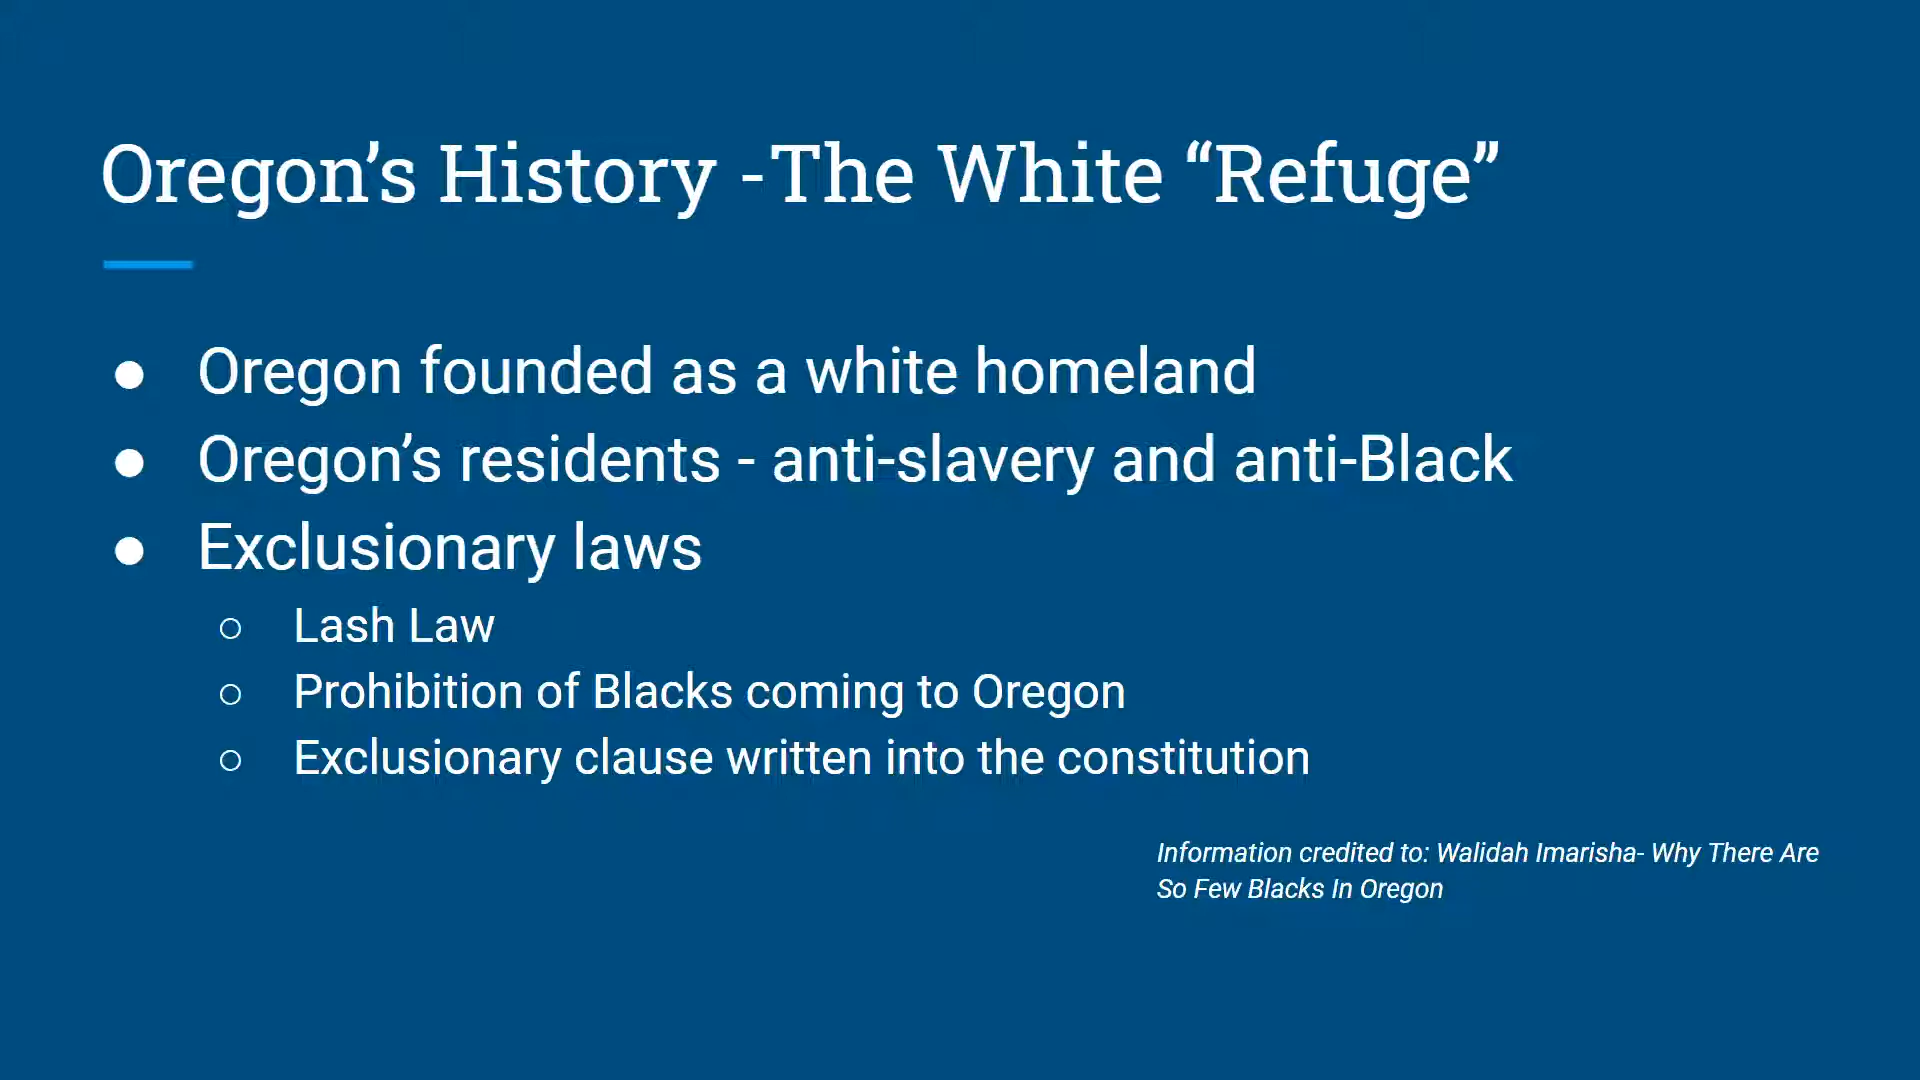 Oregon’s History -The White “Refuge”
● Oregon founded as a white homeland
● Oregon’s residents - anti-slavery and anti-Black
● Exclusionary laws
○ Lash Law
○ Prohibition of Blacks coming to Oregon
○ Exclusionary clause written into the constitution
Information credited to: Walidah Imarisha- Why There Are
So Few Blacks In Oregon